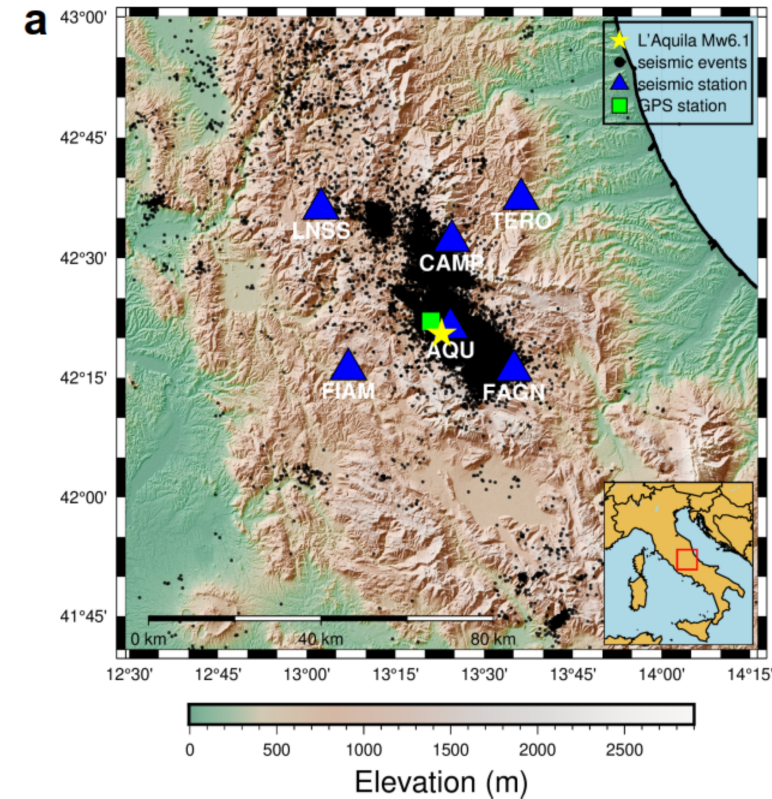 a
43°00'
42°45'
42°30'
42°15'
42°00'
41°45'
L'Aquila Mw6.1
seismic events
seismic station
GPS station
LNSS
TERO
CAMP
AQU
FIAM
FAGN
0 km 40 km 80 km
12°30' 12°45' 13°00' 13°15' 13°30' 13°45' 14°00' 14°15'
0 500 1000 1500 2000 2500
Elevation (m)